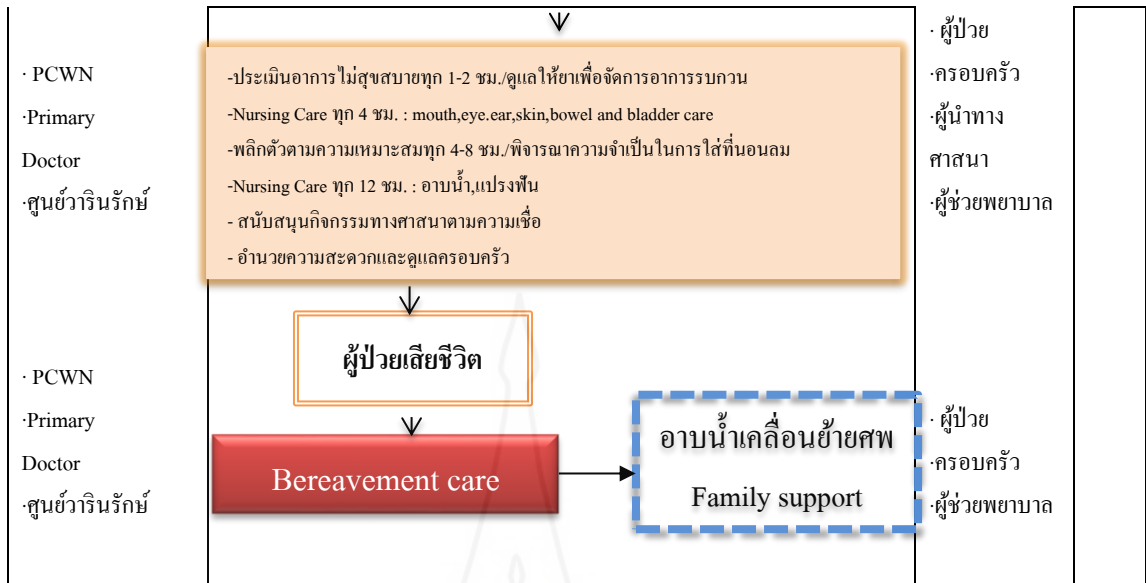 · PCWN
·Primary
Doctor
·ศูนย์วารินรักษ์
-ประเมินอาการไม่สุขสบายทุก 1-2 ชม./ดูแลให้ยาเพื่อจัดการอาการรบกวน
-Nursing Care ทุก 4 ชม. : mouth,eye.ear,skin,bowel and bladder care
-พลิกตัวตามความเหมาะสมทุก 4-8 ชม./พิจารณาความจำเป็นในการใส่ที่นอนลม
-Nursing Care ทุก 12 ชม. : อาบน้ำ,แปรงฟัน
- สนับสนุนกิจกรรมทางศาสนาตามความเชื่อ
- อำนวยความสะดวกและดูแลครอบครัว
· ผู้ป่วย
·ครอบครัว
·ผู้นำทาง
ศาสนา
·ผู้ช่วยพยาบาล
ผู้ป่วยเสียชีวิต
· PCWN
·Primary
Doctor
·ศูนย์วารินรักษ์
Bereavement care
อาบน้ำเคลื่อนย้ายศพ
Family support
· ผู้ป่วย
·ครอบครัว
·ผู้ช่วยพยาบาล